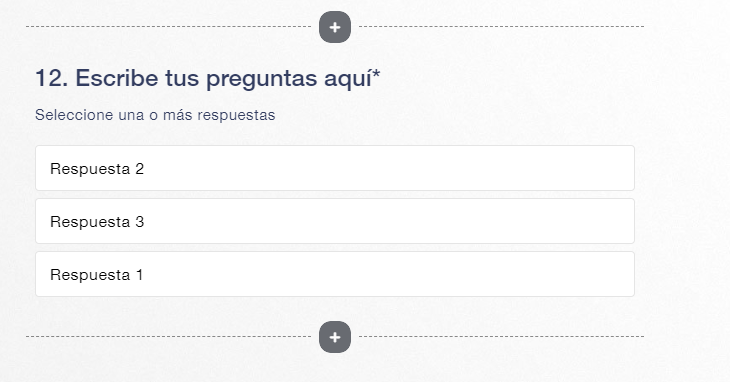 12. Escribe tus preguntas aquí*
Seleccione una o más respuestas
Respuesta 2
Respuesta 3
Respuesta 1